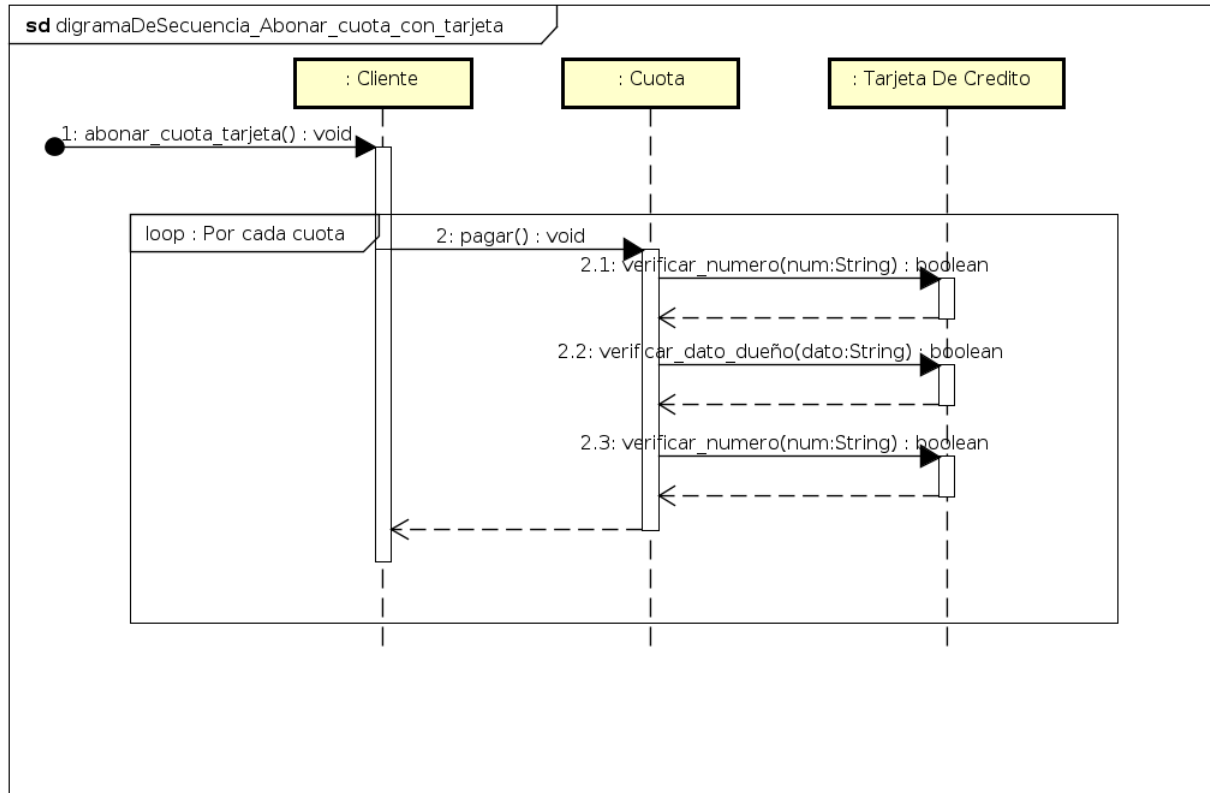 sd digramaDeSecuencia_Abonar_cuota_con_tarjeta
: Cliente
: Cuota
: Tarjeta De Credito
1: abonar_cuota_tarjeta() : void
loop : Por cada cuota
2: pagar() : void
2.1: verificar_numero(num:String) : boolean
2.2: verificar_dato_dueño(dato:String) : boolean
2.3: verificar_numero(num:String) : boolean